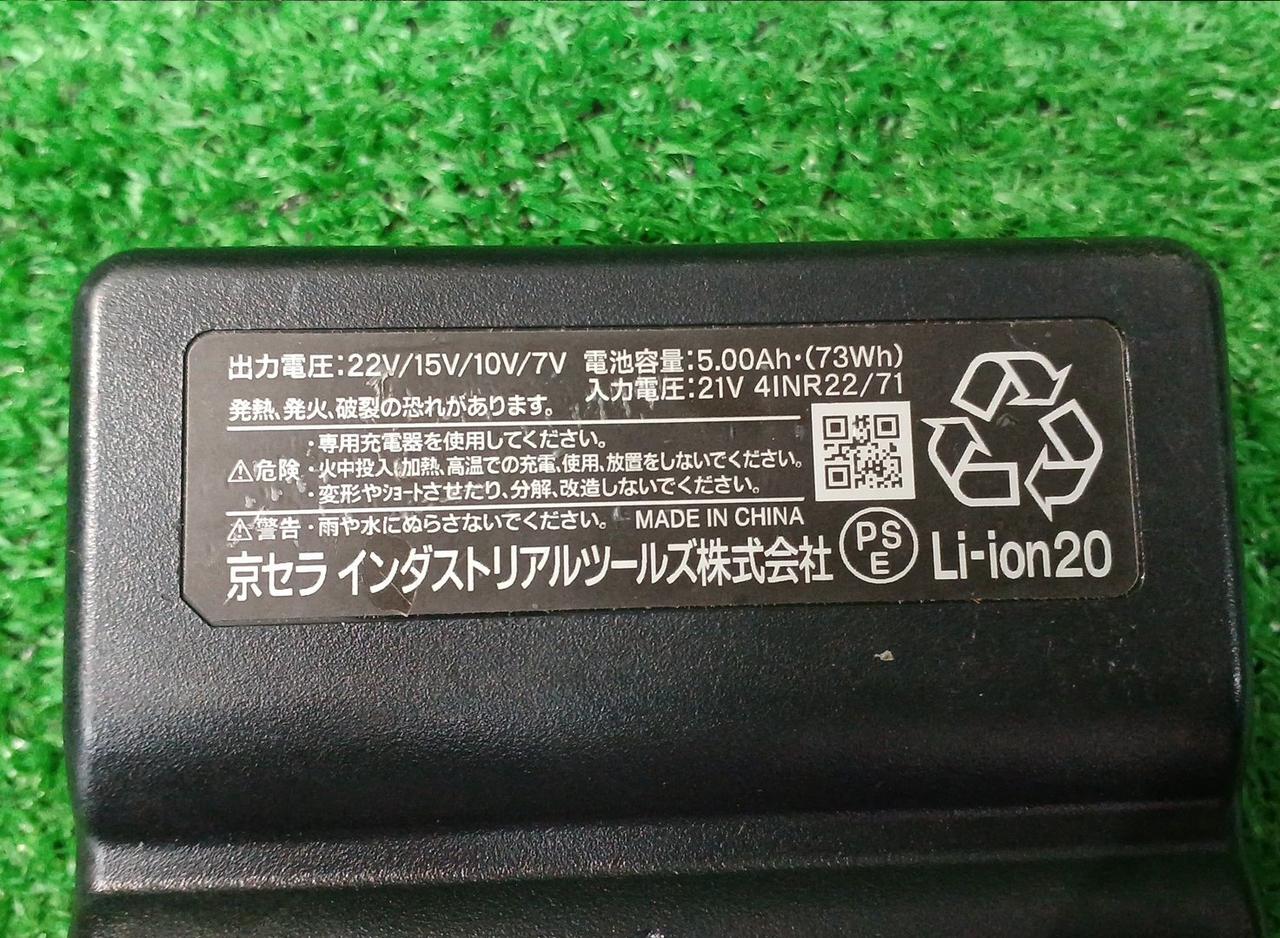 出力電圧:22V/15V/10V/7V 電池容量:5.00Ah・(73Wh)
入力電圧:21V 4INR22/71
発熱、発火、破裂の恐れがあります。
⚠危険
・専用充電器を使用してください。
・火中投入、加熱、高温での充電、使用、放置をしないでください。
・変形やショートさせたり、分解、改造しないでください。
⚠警告・雨や水にぬらさないでください。 MADE IN CHINA
京セラ インダストリアルツールズ株式会社
PS
E
Li-ion20